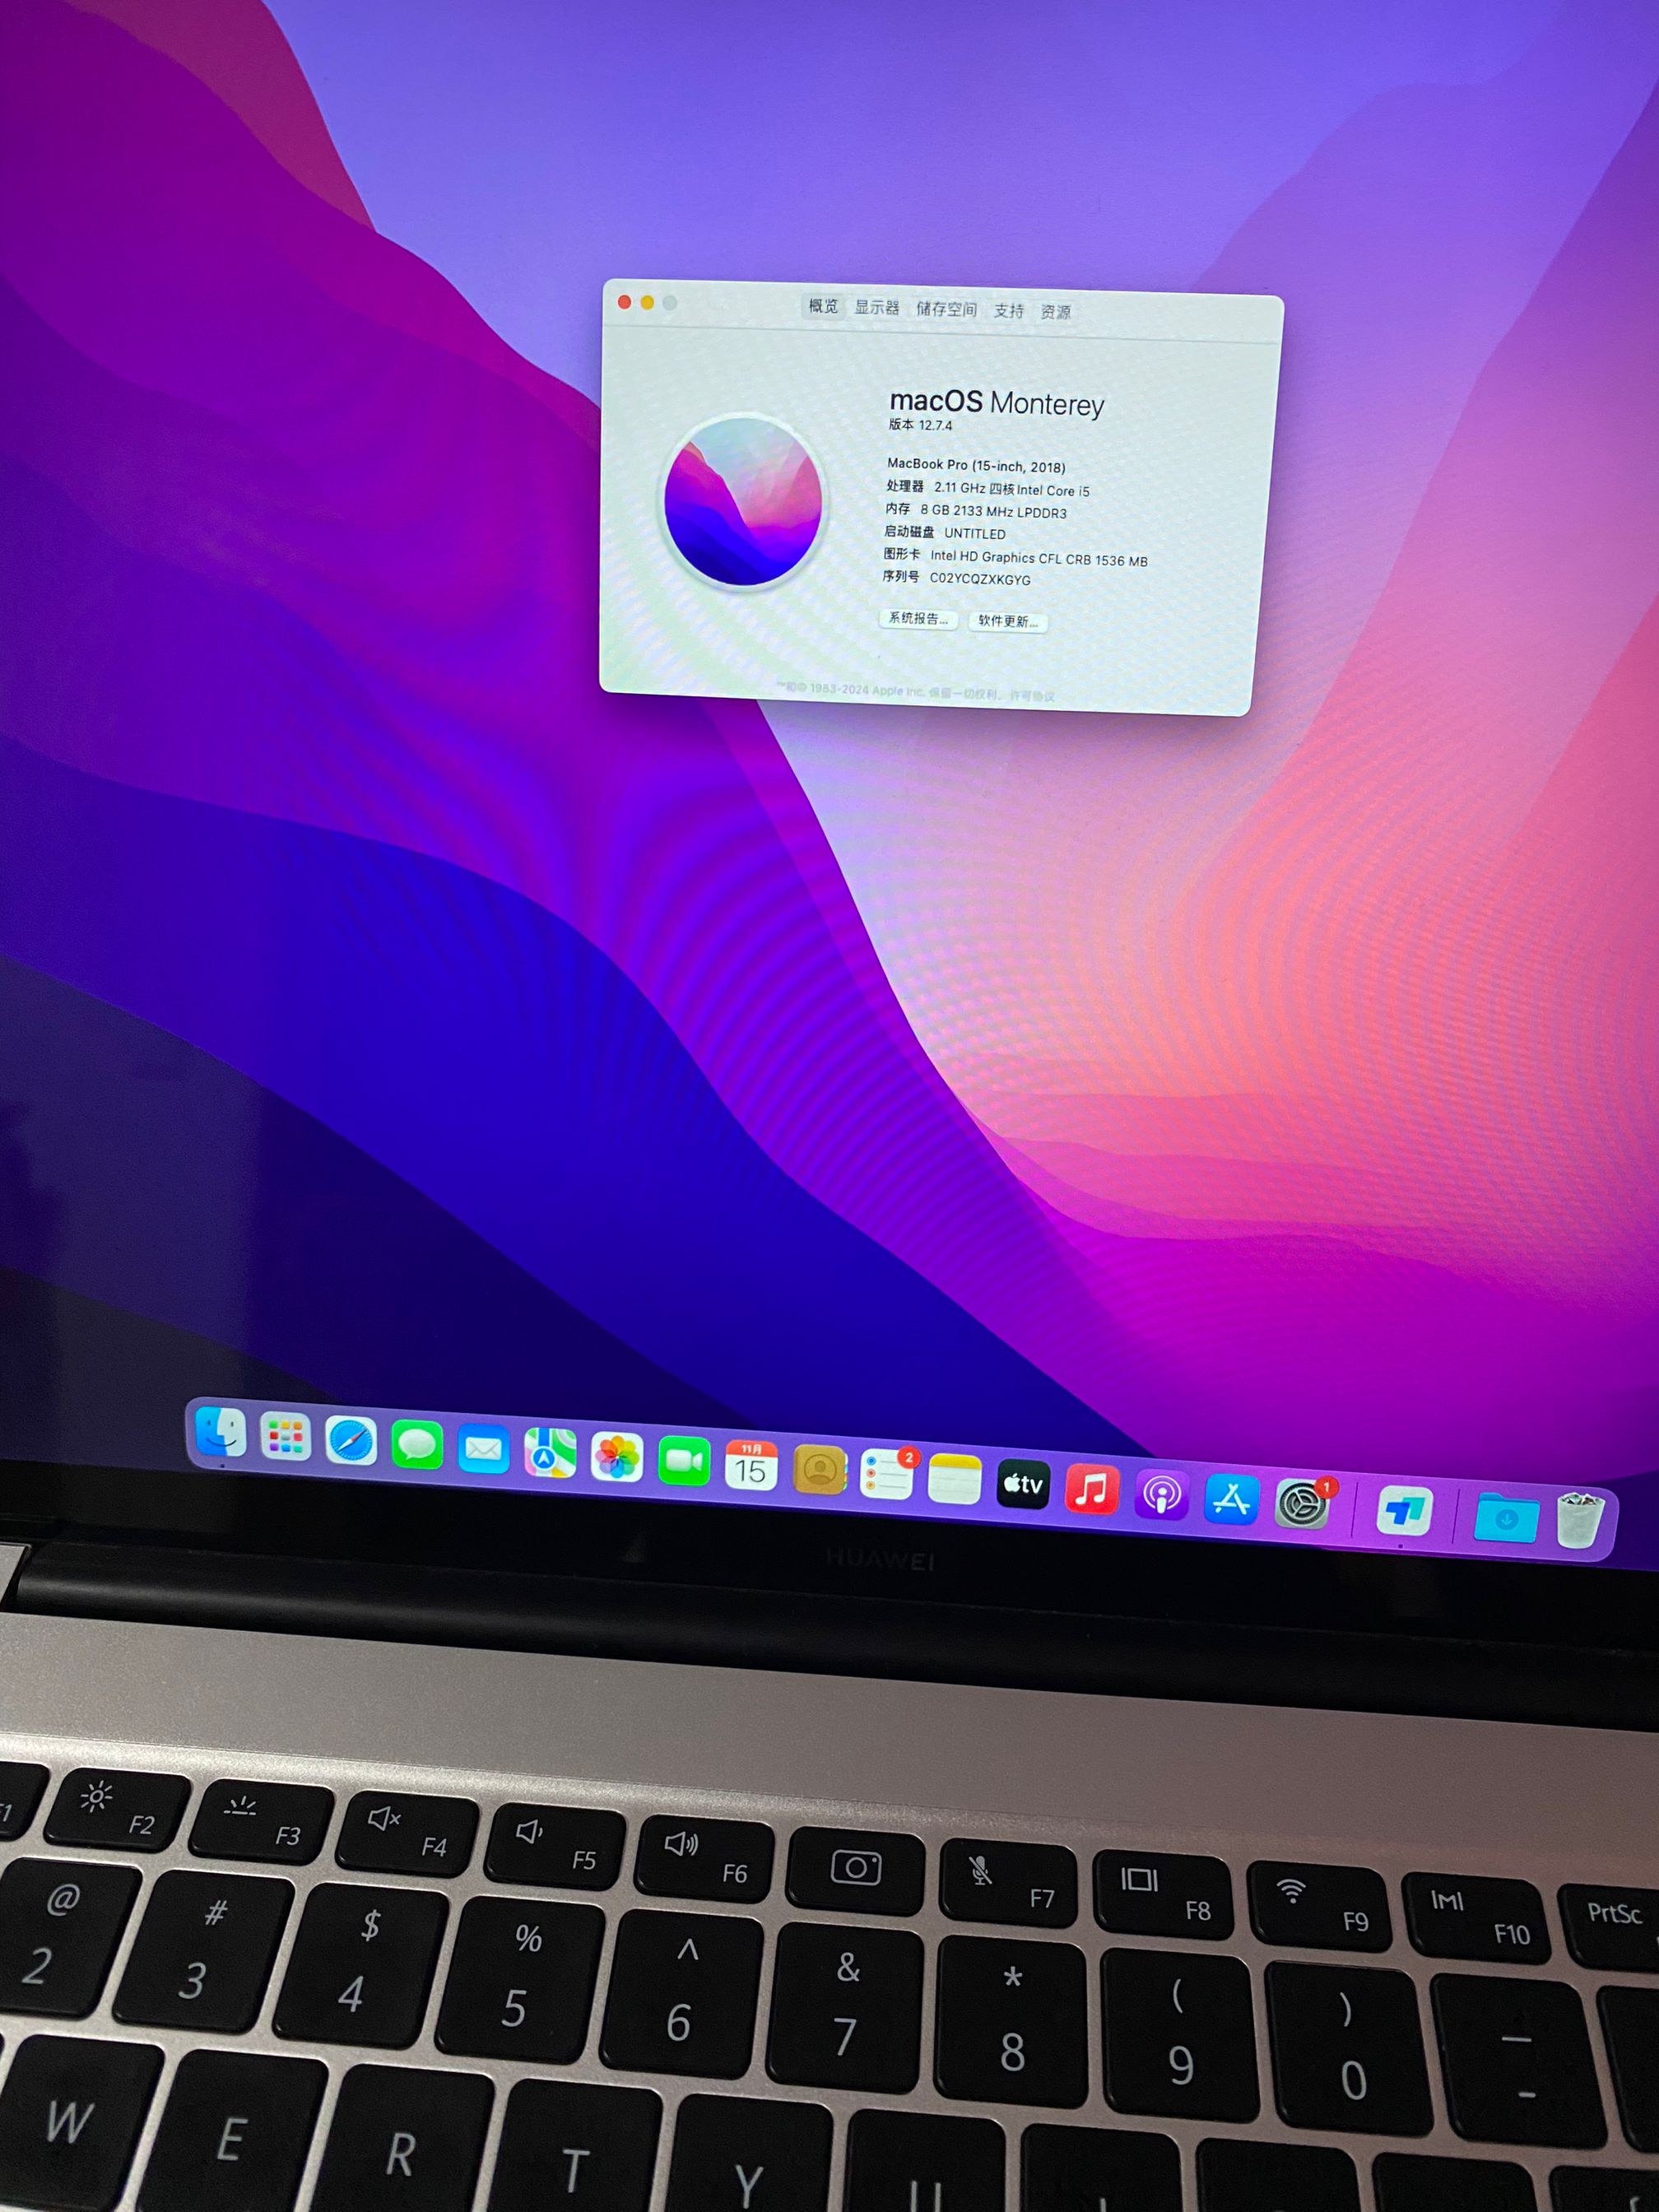 概览 显示器 储存空间 支持 资源
macOS Monterey
版本 12.7.4
MacBook Pro (15-inch, 2018)
处理器 2.11 GHz 四核Intel Core i5
内存 8 GB 2133 MHz LPDDR3
启动磁盘 UNTITLED
图形卡 Intel HD Graphics CFL CRB 1536 MB
序列号 C02YCQZXKGYG
系统报告... 软件更新...
™和© 1983-2024 Apple Inc. 保留一切权利。许可协议
11月
15
2
tv
1
HUAWEI
F2 F3 F4 F5 F6 F7 F8 F9 F10 PrtSc
@ # $ % ^ & * ( ) —
2 3 4 5 6 7 8 9 0 -
W E R T Y U